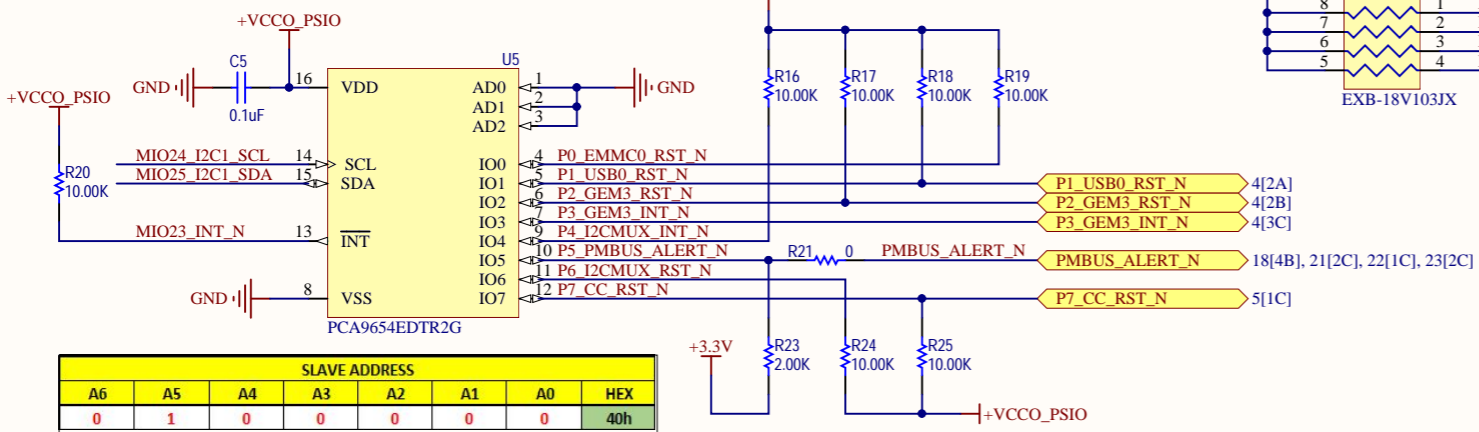 +VCCO_PSIO
C5
GND
0.1uF
16
VDD
U5
AD0
1
AD1
2
AD2
3
GND
+VCCO_PSIO
R20
10.00K
MIO24_I2C1_SCL
14
SCL
MIO25_I2C1_SDA
15
SDA
MIO23_INT_N
13
INT
GND
8
VSS
PCA9654EDTR2G
IO0
4
P0_EMMC0_RST_N
IO1
5
P1_USB0_RST_N
IO2
6
P2_GEM3_RST_N
IO3
7
P3_GEM3_INT_N
IO4
9
P4_I2CMUX_INT_N
IO5
10
P5_PMBUS_ALERT_N
IO6
11
P6_I2CMUX_RST_N
IO7
12
P7_CC_RST_N
R16
10.00K
R17
10.00K
R18
10.00K
R19
10.00K
R21
0
PMBUS_ALERT_N
P1_USB0_RST_N
4[2A]
P2_GEM3_RST_N
4[2B]
P3_GEM3_INT_N
4[3C]
PMBUS_ALERT_N
18[4B], 21[2C], 22[1C], 23[2C]
P7_CC_RST_N
5[1C]
+3.3V
R23
2.00K
R24
10.00K
R25
10.00K
+VCCO_PSIO
8
1
7
2
6
3
5
4
EXB-18V103JX
SLAVE ADDRESS
A6 A5 A4 A3 A2 A1 A0 HEX
0 1 0 0 0 0 0 40h